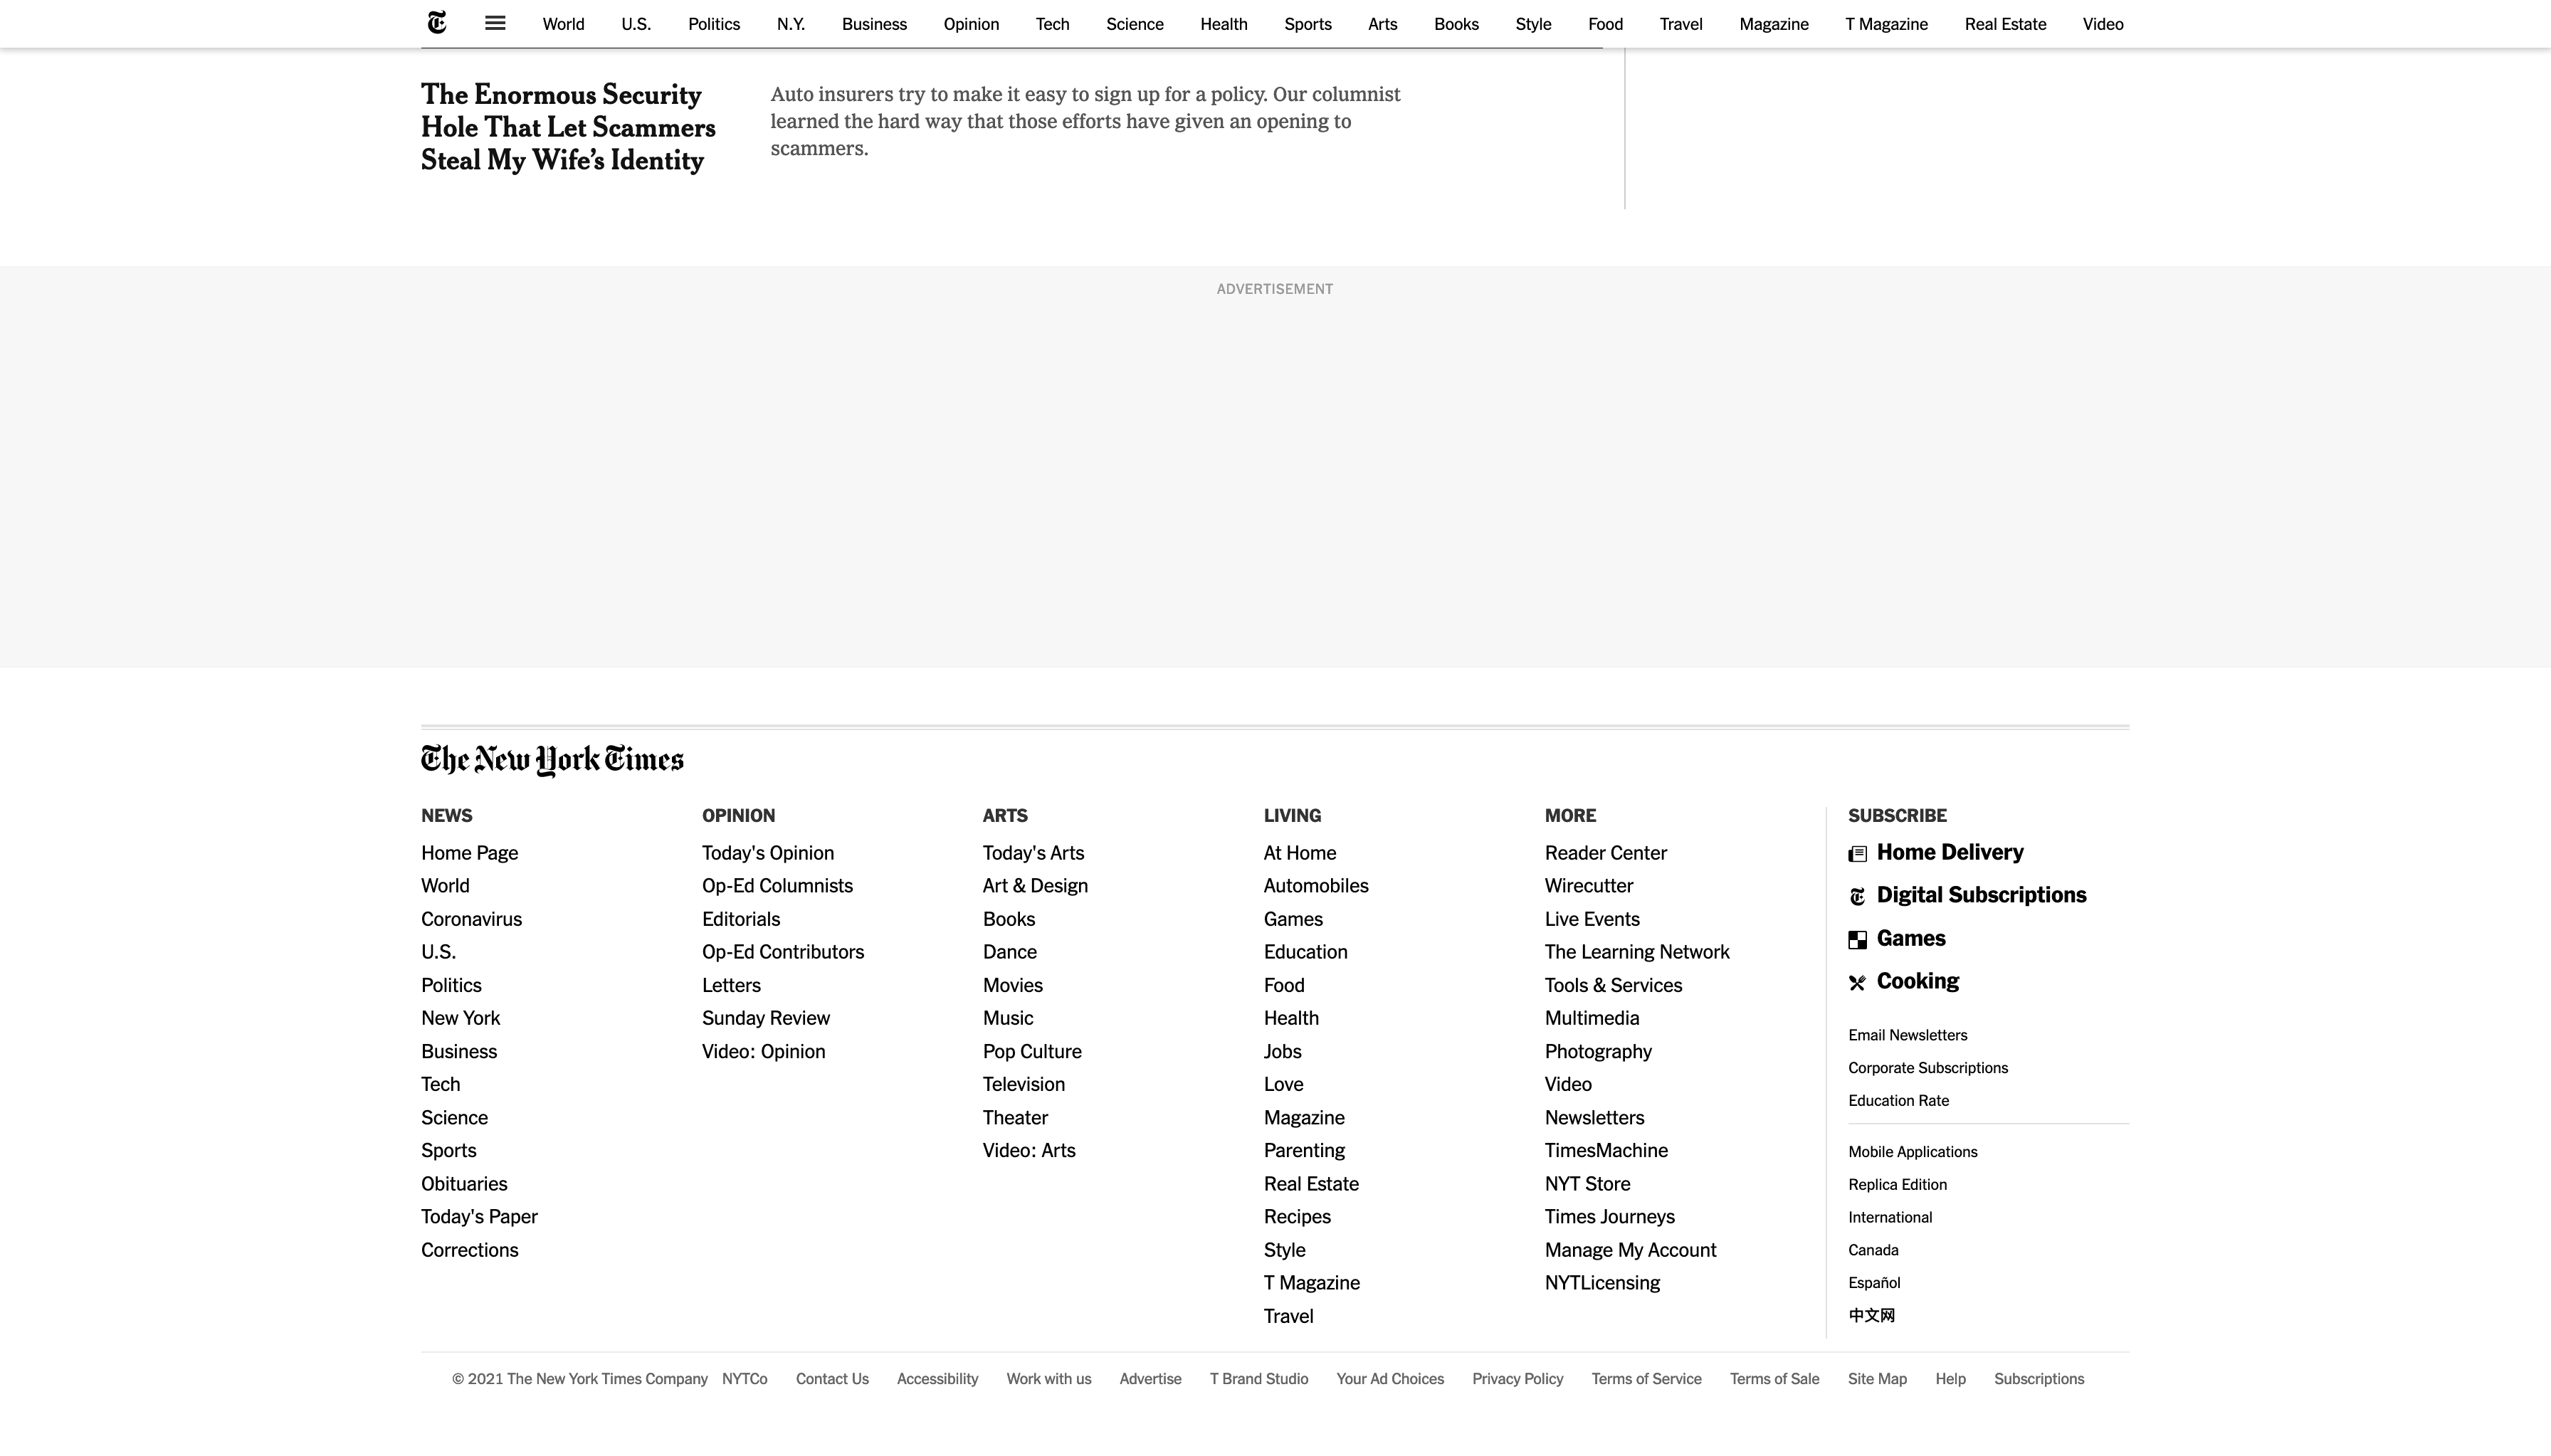 T
World U.S. Politics N.Y. Business Opinion Tech Science Health Sports Arts Books Style Food Travel Magazine T Magazine Real Estate Video
The Enormous Security
Hole That Let Scammers
Steal My Wife’s Identity
Auto insurers try to make it easy to sign up for a policy. Our columnist
learned the hard way that those efforts have given an opening to
scammers.
ADVERTISEMENT
The New York Times
NEWS
Home Page
World
Coronavirus
U.S.
Politics
New York
Business
Tech
Science
Sports
Obituaries
Today's Paper
Corrections
OPINION
Today's Opinion
Op-Ed Columnists
Editorials
Op-Ed Contributors
Letters
Sunday Review
Video: Opinion
ARTS
Today's Arts
Art & Design
Books
Dance
Movies
Music
Pop Culture
Television
Theater
Video: Arts
LIVING
At Home
Automobiles
Games
Education
Food
Health
Jobs
Love
Magazine
Parenting
Real Estate
Recipes
Style
T Magazine
Travel
MORE
Reader Center
Wirecutter
Live Events
The Learning Network
Tools & Services
Multimedia
Photography
Video
Newsletters
TimesMachine
NYT Store
Times Journeys
Manage My Account
NYTLicensing
SUBSCRIBE
Home Delivery
T Digital Subscriptions
Games
Cooking
Email Newsletters
Corporate Subscriptions
Education Rate
Mobile Applications
Replica Edition
International
Canada
Español
中文网
© 2021 The New York Times Company NYTCo Contact Us Accessibility Work with us Advertise T Brand Studio Your Ad Choices Privacy Policy Terms of Service Terms of Sale Site Map Help Subscriptions